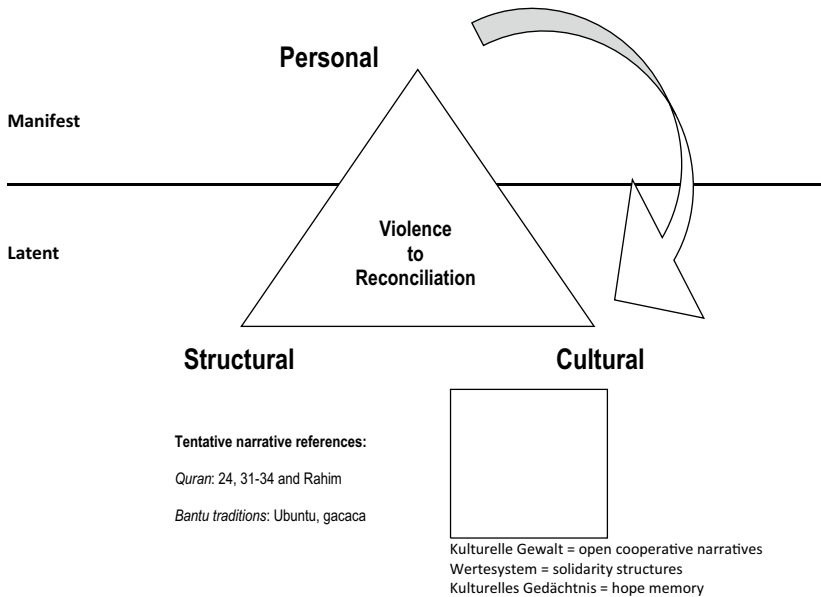 Personal
Manifest
Latent
Violence
to
Reconciliation
Structural
Cultural
Tentative narrative references:
Quran: 24, 31-34 and Rahim
Bantu traditions: Ubuntu, gacaca
Kulturelle Gewalt = open cooperative narratives
Wertesystem = solidarity structures
Kulturelles Gedächtnis = hope memory